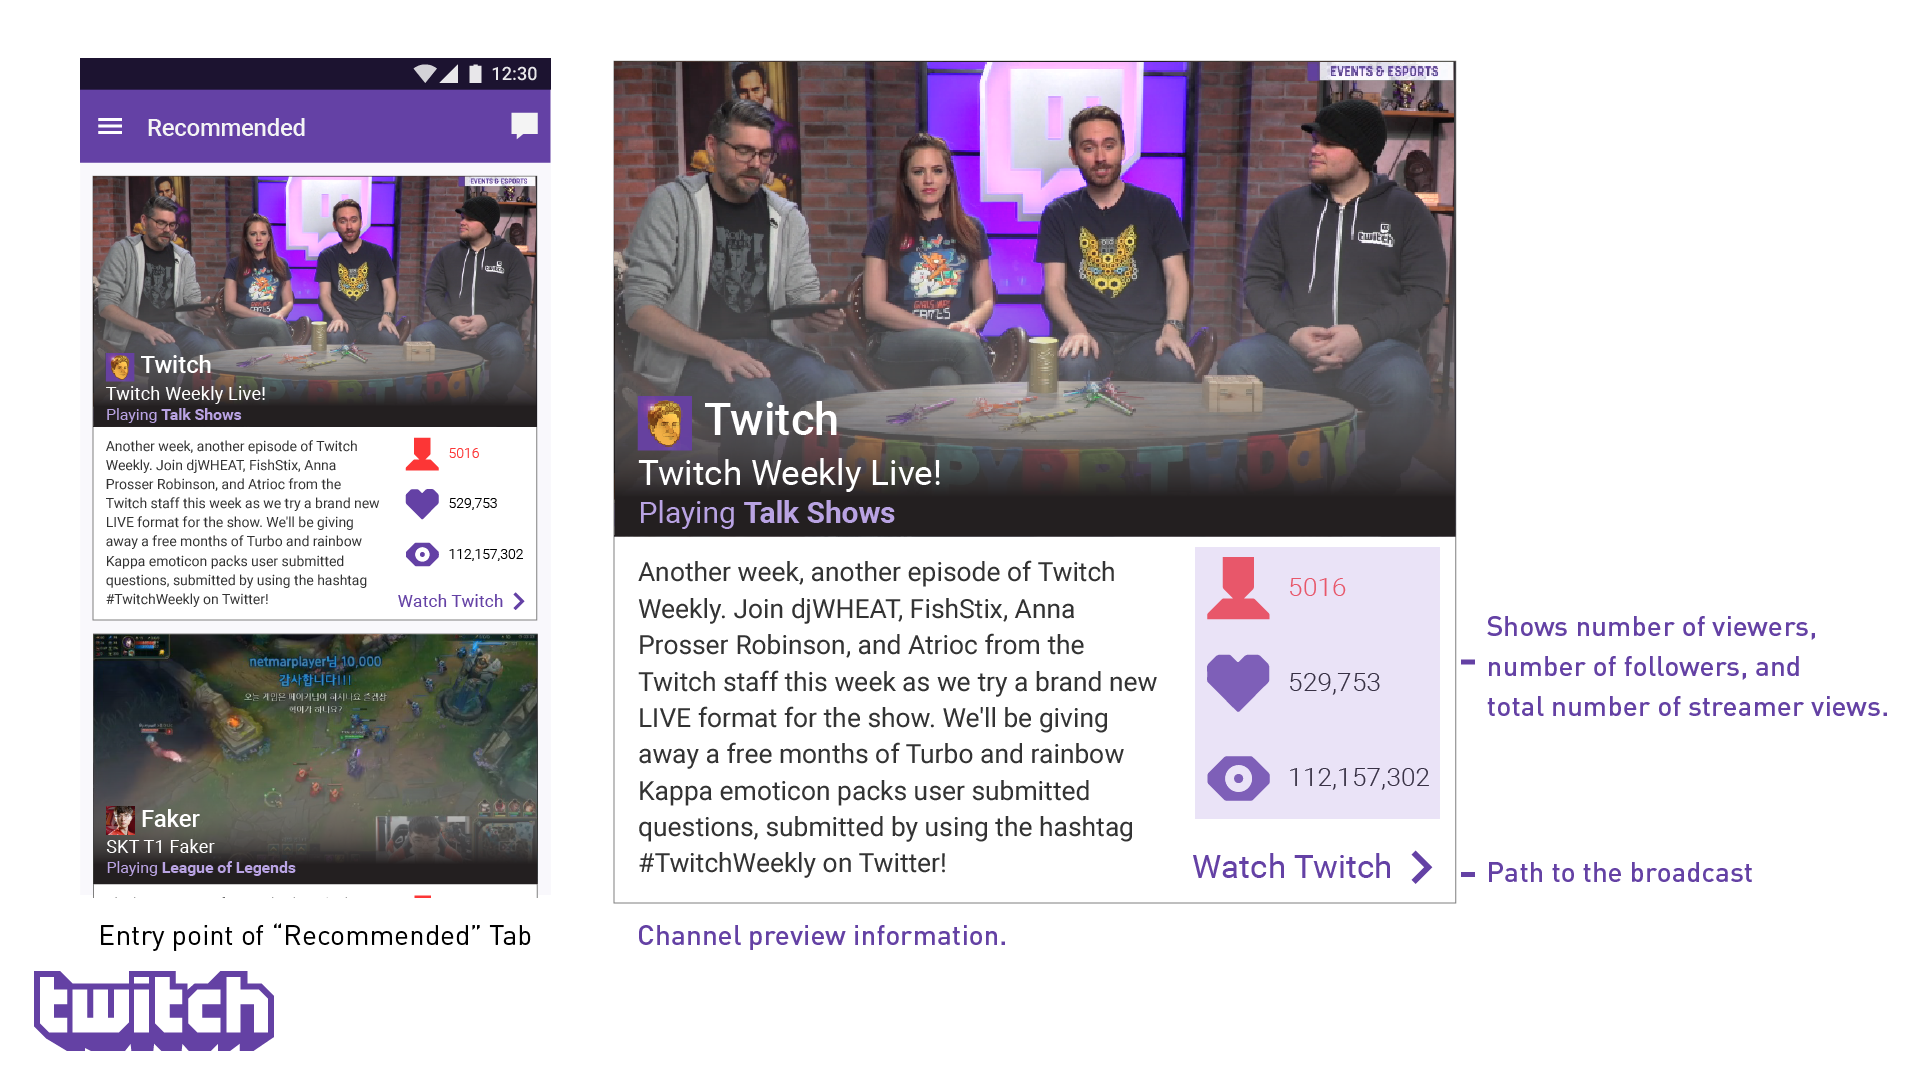 12:30
Recommended
EVENTS & ESPORTS
Twitch
Twitch Weekly Live!
Playing Talk Shows
Another week, another episode of Twitch
Weekly. Join djWHEAT, FishStix, Anna
Prosser Robinson, and Atrioc from the
Twitch staff this week as we try a brand new
LIVE format for the show. We'll be giving
away a free months of Turbo and rainbow
Kappa emoticon packs user submitted
questions, submitted by using the hashtag
#TwitchWeekly on Twitter!
5016
529,753
112,157,302
Watch Twitch
netmarplayer님 10,000
감사합니다!!!
Faker
SKT T1 Faker
Playing League of Legends
Entry point of “Recommended” Tab
EVENTS & ESPORTS
twitch
Twitch
Twitch Weekly Live!
Playing Talk Shows
Another week, another episode of Twitch
Weekly. Join djWHEAT, FishStix, Anna
Prosser Robinson, and Atrioc from the
Twitch staff this week as we try a brand new
LIVE format for the show. We'll be giving
away a free months of Turbo and rainbow
Kappa emoticon packs user submitted
questions, submitted by using the hashtag
#TwitchWeekly on Twitter!
5016
529,753
112,157,302
Watch Twitch
Channel preview information.
Shows number of viewers,
number of followers, and
total number of streamer views.
Path to the broadcast
twitch